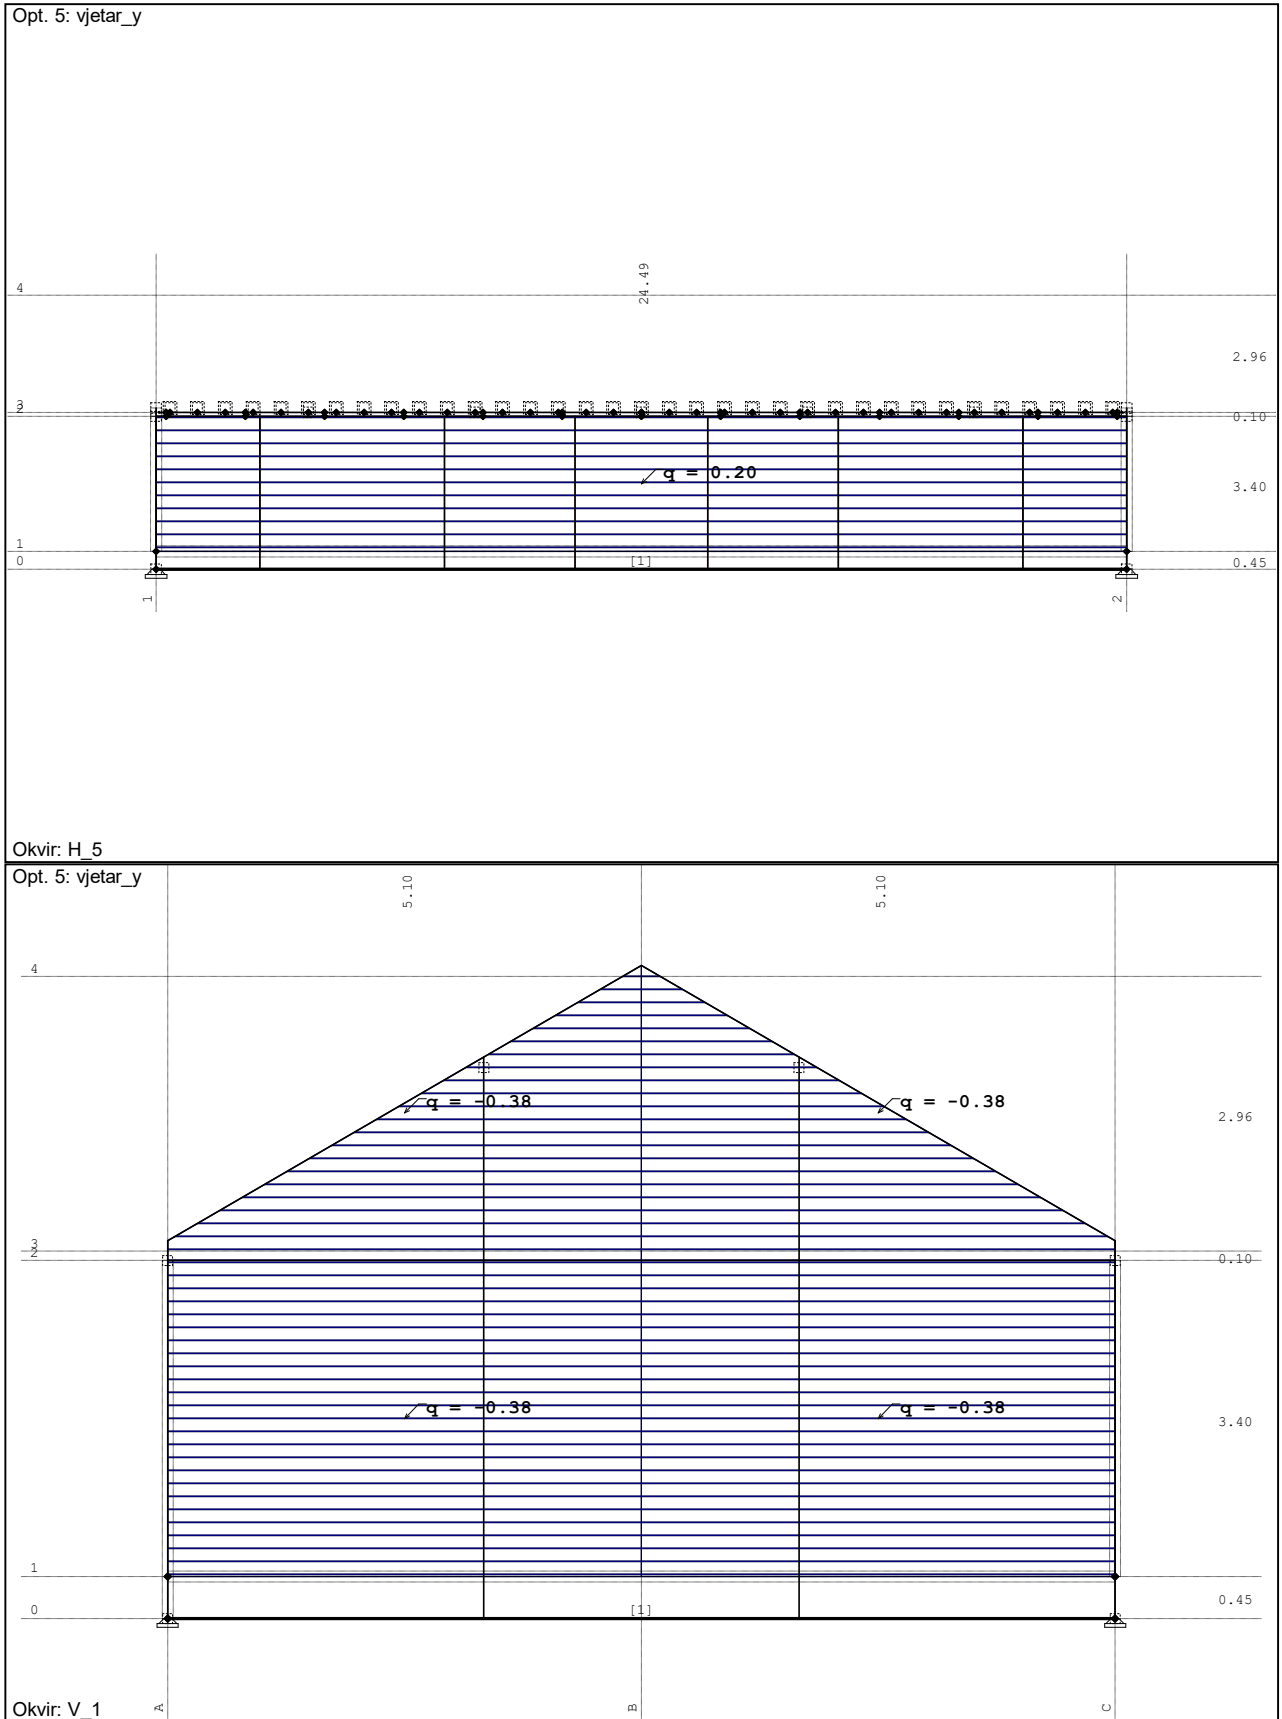 Opt. 5: vjetar_y
24.49
4
2.96
3
2
0.10
q = 0.20
3.40
1
0
[1]
0.45
1
2
Okvir: H_5
Opt. 5: vjetar_y
5.10
5.10
4
q = -0.38
q = -0.38
2.96
3
2
0.10
q = -0.38
q = -0.38
3.40
1
0
[1]
0.45
A
B
C
Okvir: V_1